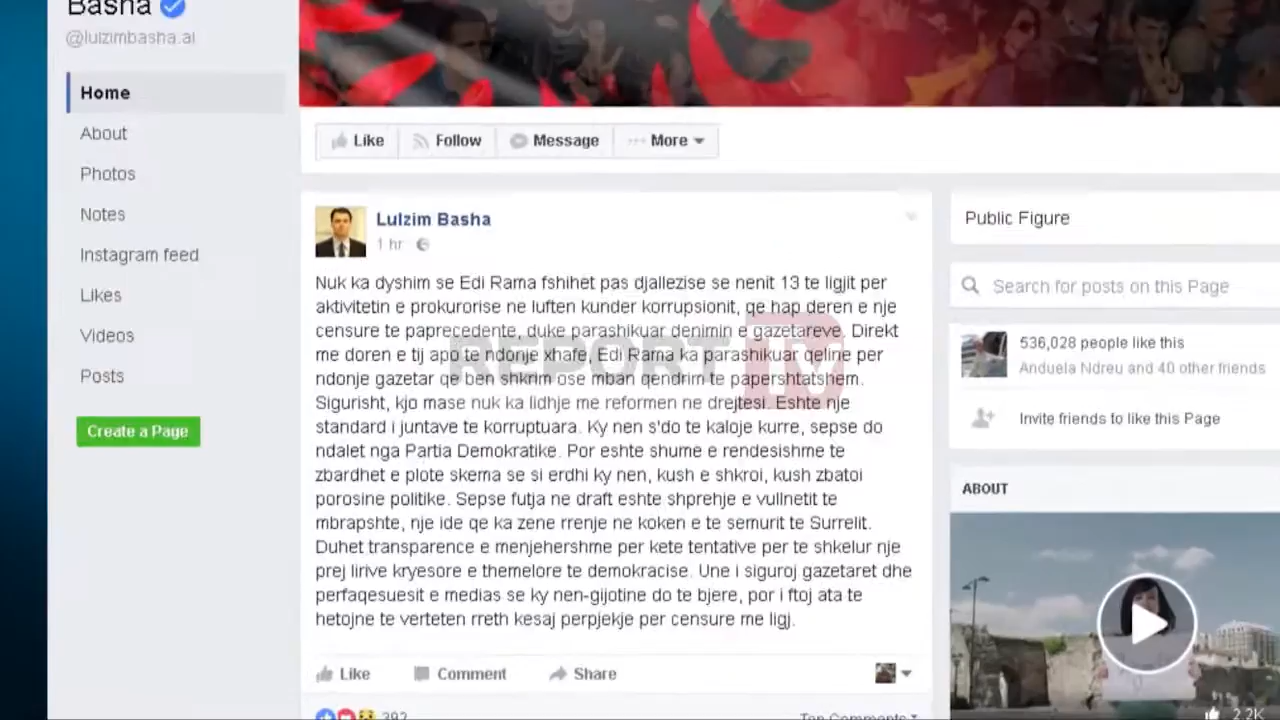 Basha
@lulzimbasha.al
Home
About
Photos
Notes
Instagram feed
Likes
Videos
Posts
Create a Page
Like
Follow
Message
More
Lulzim Basha
1 hr
Nuk ka dyshim se Edi Rama fshihet pas djallezise se nenit 13 te ligjit per
aktivitetin e prokurorise ne luften kunder korrupsionit, qe hap deren e nje
censure te paprecedente, duke parashikuar denimin e gazetareve. Direkt
me doren e tij apo te ndonje xhafe, Edi Rama ka parashikuar qeline per
ndonje gazetar qe ben shkrim ose mban qendrim te papershtatshem.
Sigurisht, kjo mase nuk ka lidhje me reformen ne drejtesi. Eshte nje
standard i juntave te korruptuara. Ky nen s'do te kaloje kurre, sepse do
ndalet nga Partia Demokratike. Por eshte shume e rendesishme te
zbardhet e plote skema se si erdhi ky nen, kush e shkroi, kush zbatoi
porosine politike. Sepse futja ne draft eshte shprehje e vullnetit te
mbrapshte, nje ide qe ka zene rrenje ne koken e te semurit te Surrelit.
Duhet transparence e menjehershme per kete tentative per te shkelur nje
prej lirive kryesore e themelore te demokracise. Une i siguroj gazetaret dhe
perfaqesuesit e medias se ky nen-gijotine do te bjere, por i ftoj ata te
hetojne te verteten rreth kesaj perpjekje per censure me ligj.
REPORT TV
Like
Comment
Share
392
Top Comments
Public Figure
Search for posts on this Page
536,028 people like this
Anduela Ndreu and 40 other friends
Invite friends to like this Page
ABOUT
2.2K